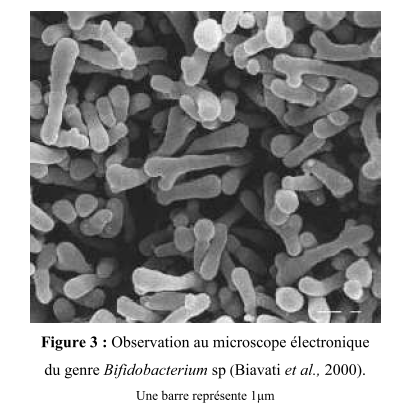 Figure 3 : Observation au microscope électronique
du genre Bifidobacterium sp (Biavati et al., 2000).
Une barre représente 1μm